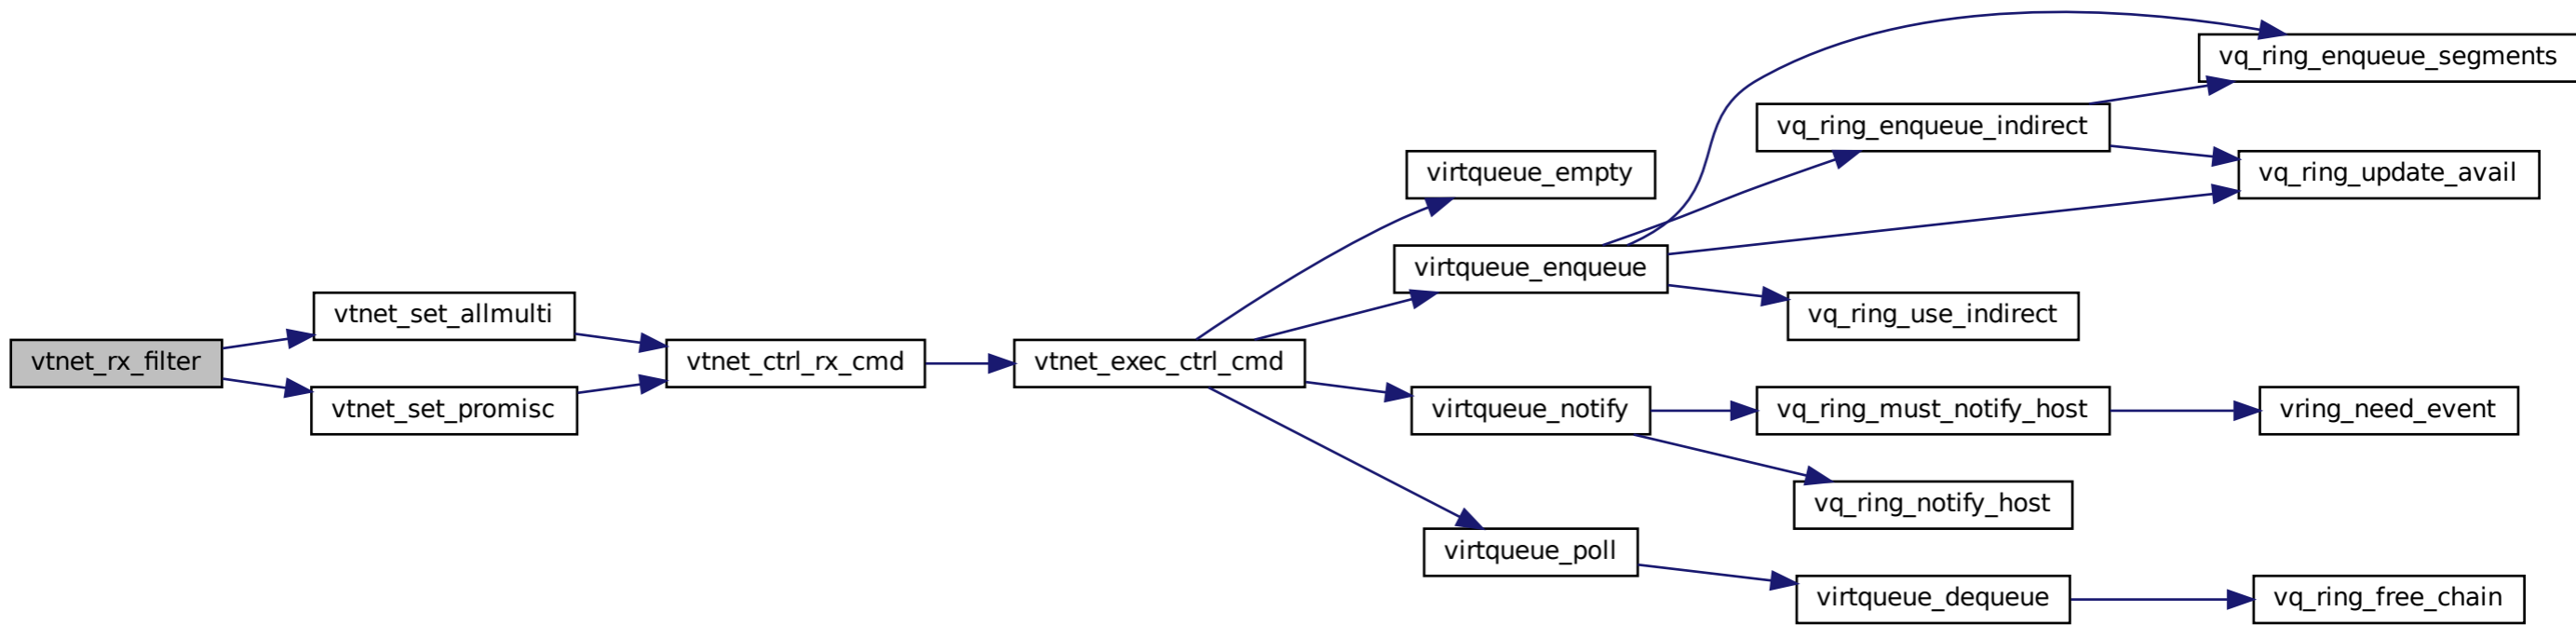 vtnet_rx_filter
vtnet_set_allmulti
vtnet_set_promisc
vtnet_ctrl_rx_cmd
vtnet_exec_ctrl_cmd
virtqueue_empty
virtqueue_enqueue
virtqueue_notify
virtqueue_poll
vq_ring_enqueue_indirect
vq_ring_use_indirect
vq_ring_must_notify_host
vq_ring_notify_host
virtqueue_dequeue
vq_ring_enqueue_segments
vq_ring_update_avail
vring_need_event
vq_ring_free_chain